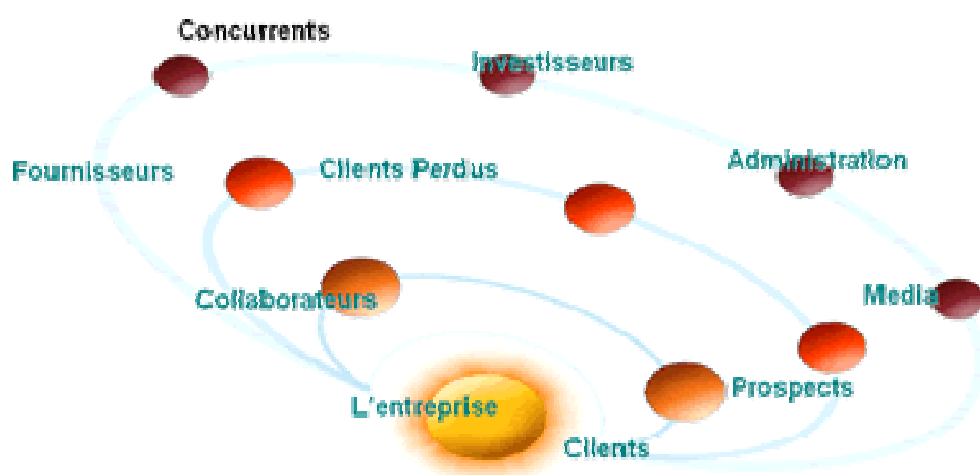 Concurrents
Investisseurs
Administration
Fournisseurs
Clients Perdus
Media
Collaborateurs
Prospects
L'entreprise
Clients